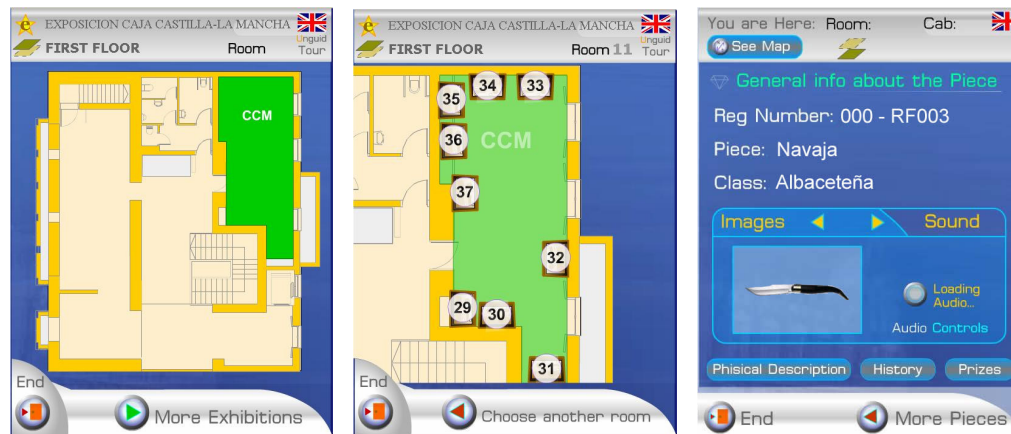 EXPOSICION CAJA CASTILLA-LA MANCHA
FIRST FLOOR
Room
Unguid
Tour
CCM
End
More Exhibitions
EXPOSICION CAJA CASTILLA-LA MANCHA
FIRST FLOOR
Room 11
Unguid
Tour
34
33
35
36
CCM
37
32
29
30
31
End
Choose another room
You are Here: Room: Cab:
See Map
General info about the Piece
Reg Number: 000 - RF003
Piece: Navaja
Class: Albaceteña
Images
Sound
Loading
Audio...
Audio Controls
Phisical Description
History
Prizes
End
More Pieces